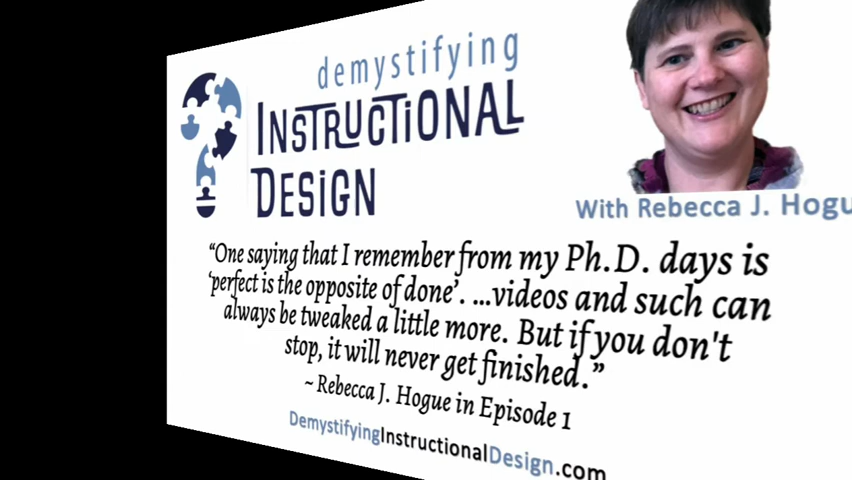 demystifying
INSTRUCTIONAL
DESIGN
With Rebecca J. Hogue
“One saying that I remember from my Ph.D. days is
‘perfect is the opposite of done’. ...videos and such can
always be tweaked a little more. But if you don't
stop, it will never get finished.”
~ Rebecca J. Hogue in Episode 1
DemystifyingInstructionalDesign.com